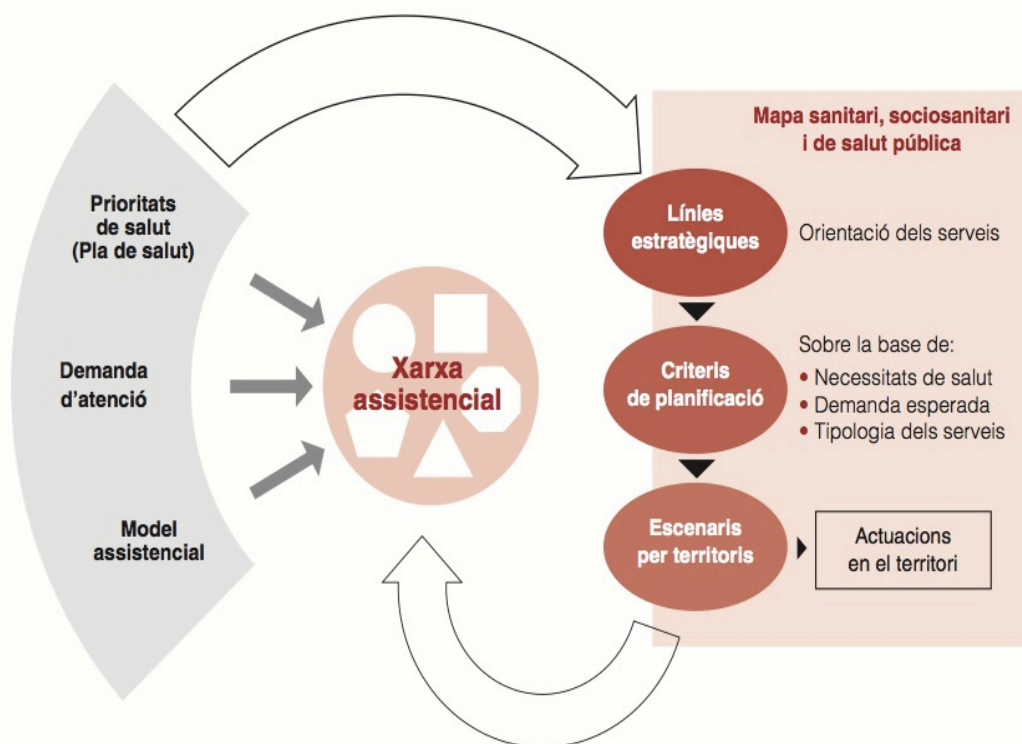 Mapa sanitari, sociosanitari
i de salut pública
Prioritats
de salut
(Pla de salut)
Demanda
d’atenció
Model
assistencial
Xarxa
assistencial
Línies
estratègiques
Orientació dels serveis
Criteris
de planificació
Sobre la base de:
• Necessitats de salut
• Demanda esperada
• Tipologia dels serveis
Escenaris
per territoris
Actuacions
en el territori